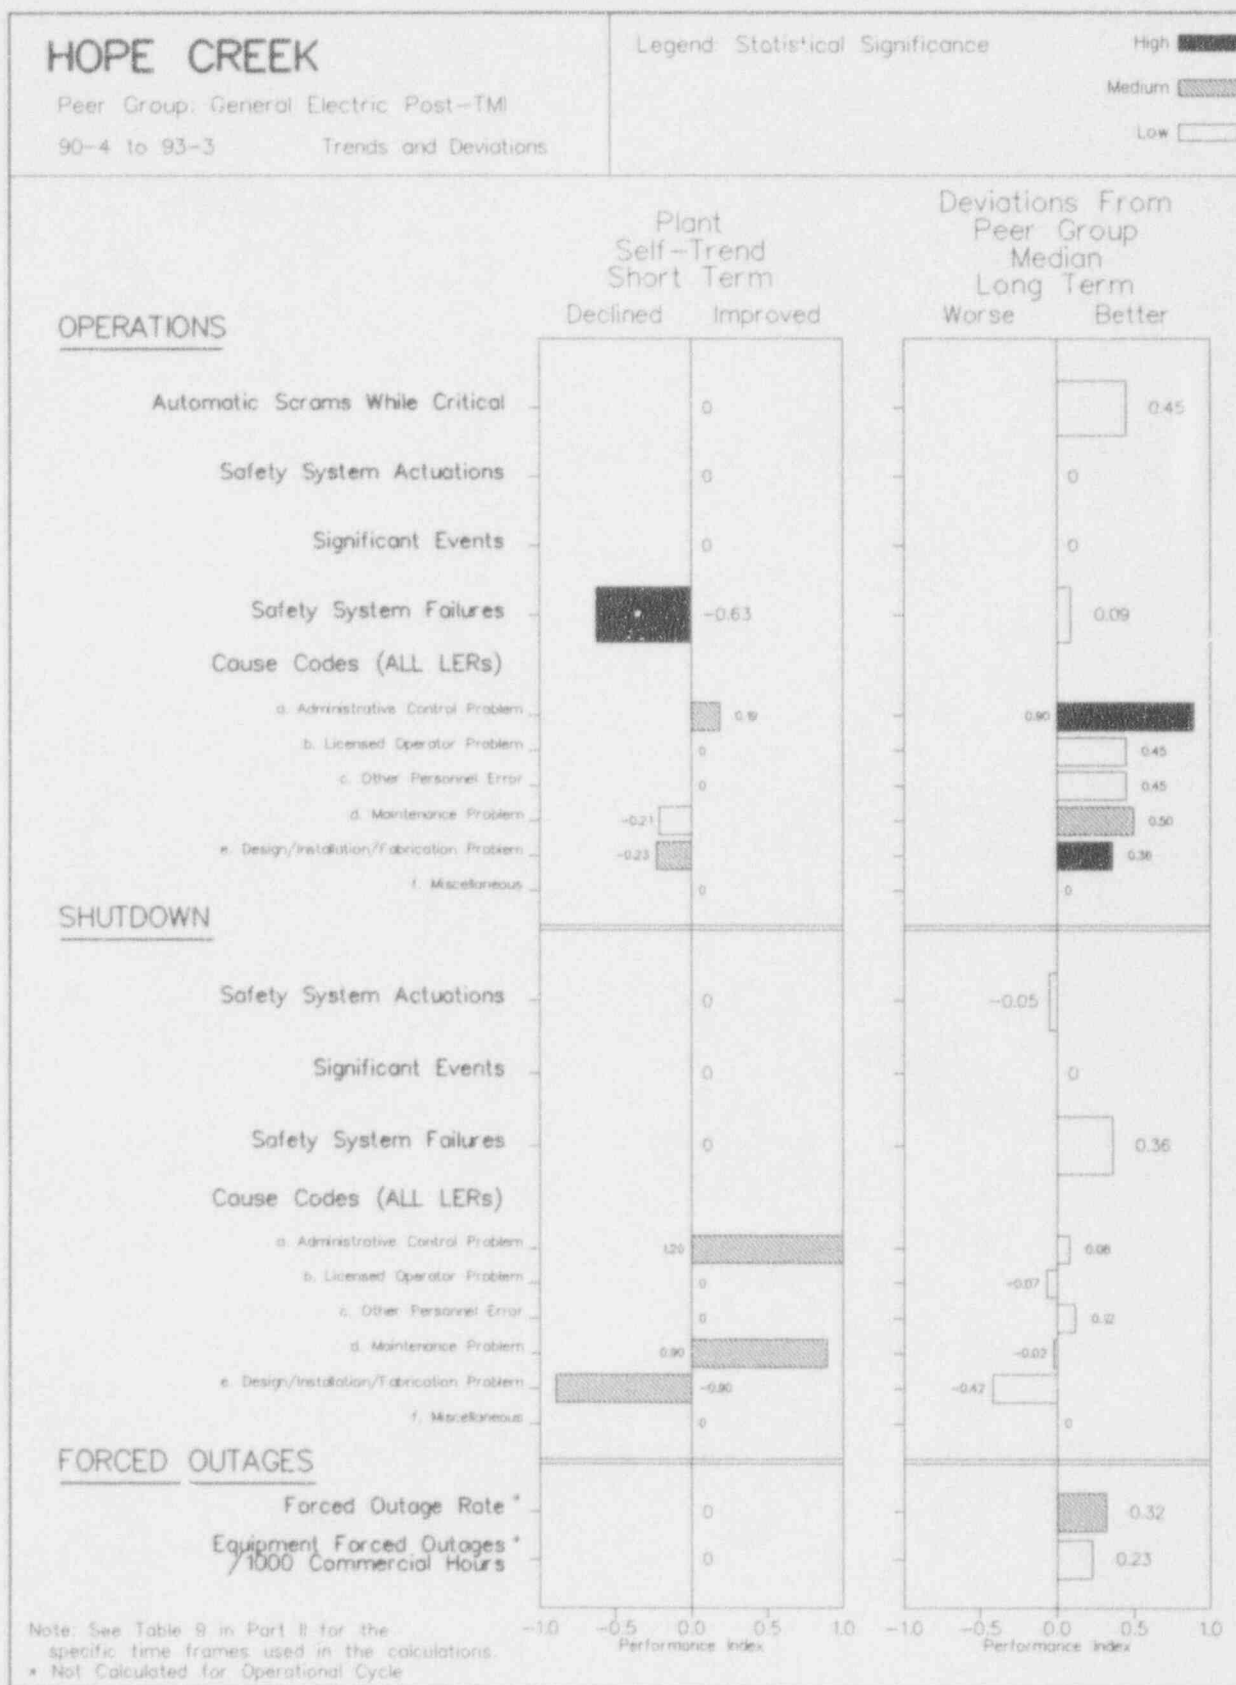 HOPE CREEK
Peer Group: General Electric Post-TMI
90-4 to 93-3 Trends and Deviations
Legend: Statistical Significance
High
Medium
Low
Plant
Self-Trend
Short Term
Declined Improved
Deviations From
Peer Group
Median
Long Term
Worse Better
OPERATIONS
Automatic Scrams While Critical 0 0.45
Safety System Actuations 0 0
Significant Events 0 0
Safety System Failures -0.63 0.09
Cause Codes (ALL LERs)
a. Administrative Control Problem 0.19 0.90
b. Licensed Operator Problem 0 0.45
c. Other Personnel Error 0 0.45
d. Maintenance Problem -0.21 0.50
e. Design/Installation/Fabrication Problem -0.23 0.36
f. Miscellaneous 0 0
SHUTDOWN
Safety System Actuations 0 -0.05
Significant Events 0 0
Safety System Failures 0 0.36
Cause Codes (ALL LERs)
a. Administrative Control Problem 1.20 0.08
b. Licensed Operator Problem 0 -0.07
c. Other Personnel Error 0 0.12
d. Maintenance Problem 0.90 -0.02
e. Design/Installation/Fabrication Problem -0.90 -0.42
f. Miscellaneous 0 0
FORCED OUTAGES
Forced Outage Rate * 0 0.32
Equipment Forced Outages *
/1000 Commercial Hours 0 0.23
-1.0 -0.5 0.0 0.5 1.0
Performance Index
-1.0 -0.5 0.0 0.5 1.0
Performance Index
Note: See Table 9 in Part II for the
specific time frames used in the calculations.
* Not Calculated for Operational Cycle